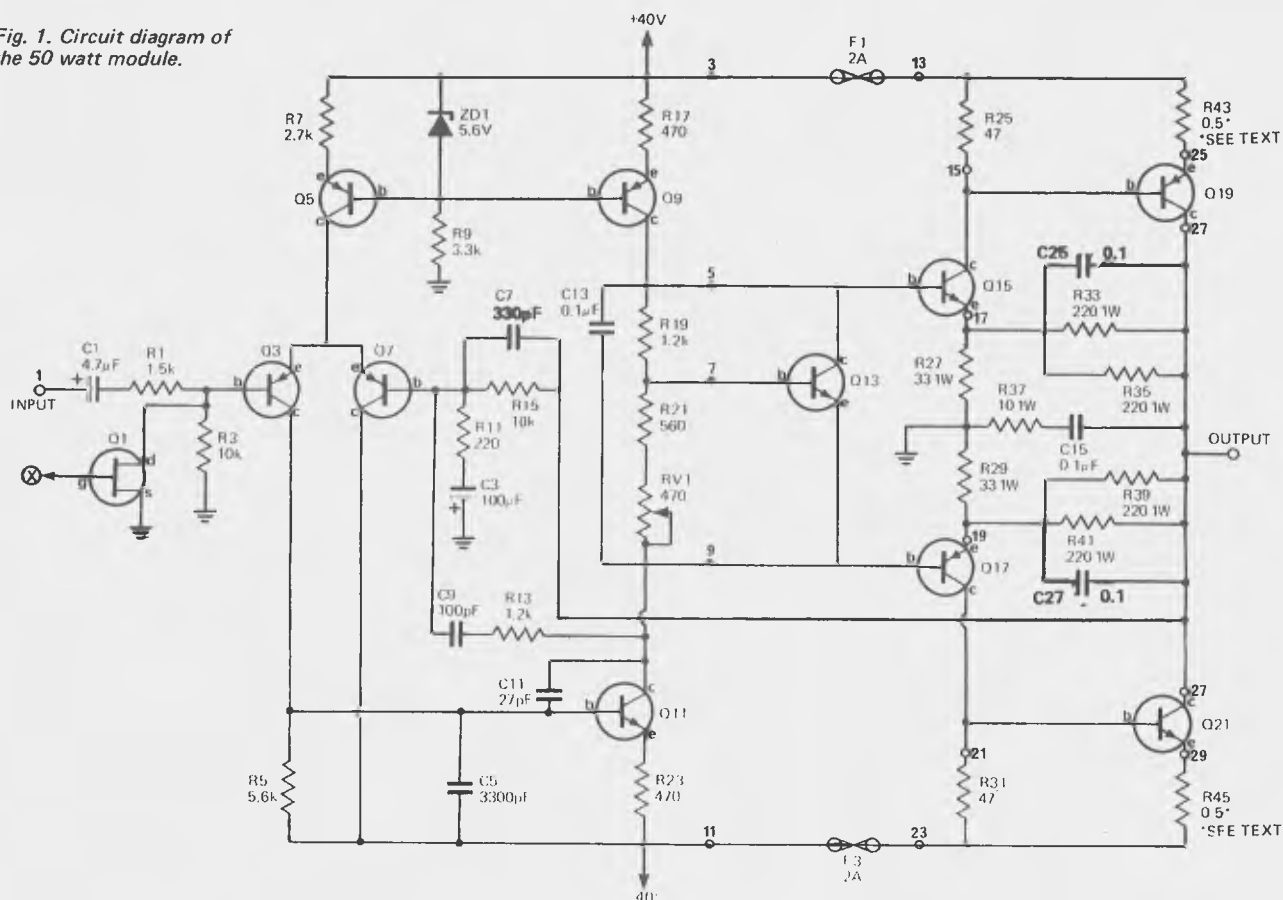 Fig. 1. Circuit diagram of
the 50 watt module.
+40V
F1
2A
3
13
R7
2.7k
ZD1
5.6V
R17
470
R25
47
R43
0.5*
*SEE TEXT
25
15
e
b
c
Q5
e
b
c
Q9
e
b
c
Q19
27
R9
3.3k
C25
0.1
C7
330pF
C13
0.1µF
5
b
c
e
Q15
17
R33
220 1W
R19
1.2k
C1
4.7µF
+
R1
1.5k
1
INPUT
Q3
b
e
c
Q7
e
b
c
7
b
c
e
Q13
R27
33 1W
R37
10 1W
R35
220 1W
R15
10k
R11
220
R21
560
OUTPUT
Q1
g
d
s
X
R3
10k
C15
0.1µF
C3
100µF
+
RV1
470
R29
33 1W
R39
220 1W
R41
220 1W
19
9
b
e
c
Q17
C27
0.1
C9
100pF
R13
1.2k
C11
27pF
b
c
e
Q11
27
b
c
e
Q21
29
21
R5
5.6k
C5
3300pF
R23
470
R31
47
R45
0.5*
*SEE TEXT
11
23
F3
2A
40